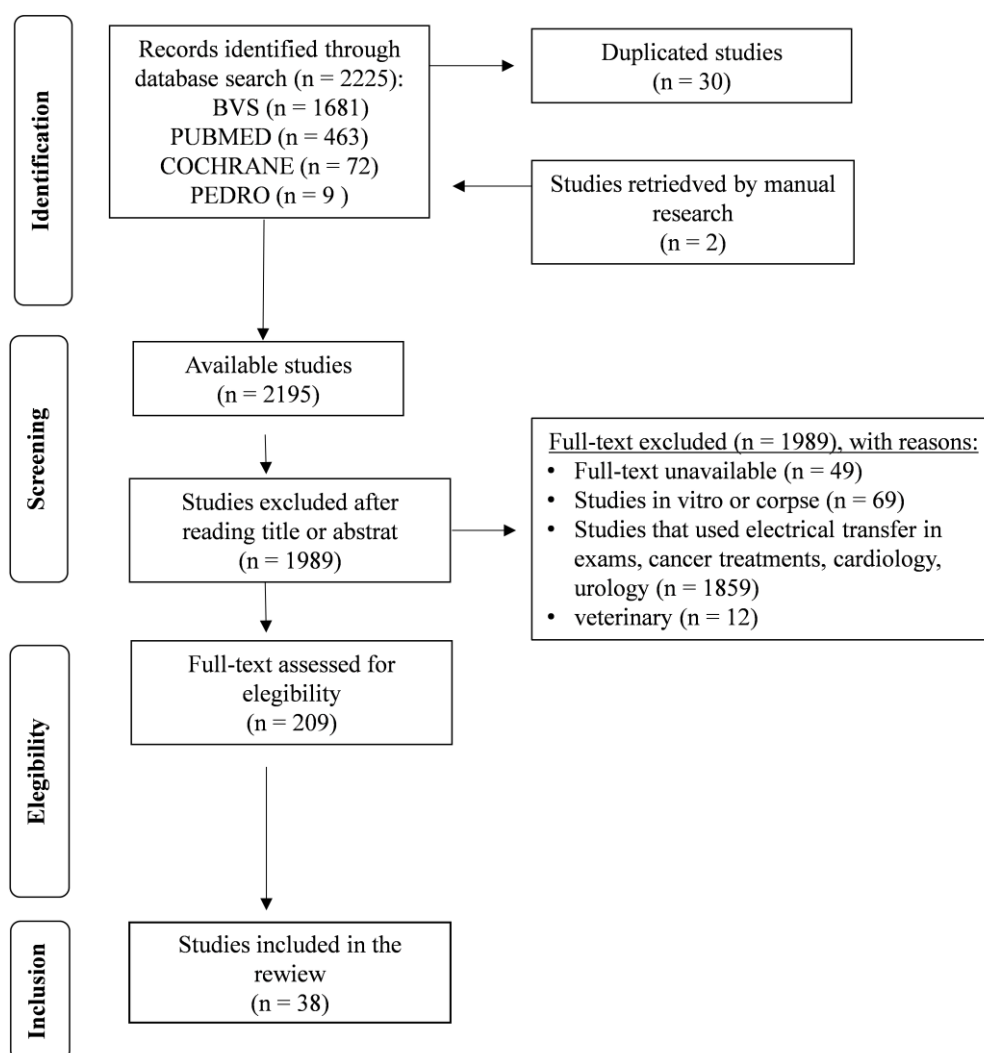 Identification
Records identified through
database search (n = 2225):
BVS (n = 1681)
PUBMED (n = 463)
COCHRANE (n = 72)
PEDRO (n = 9 )
Duplicated studies
(n = 30)
Studies retriedved by manual
research
(n = 2)
Screening
Available studies
(n = 2195)
Studies excluded after
reading title or abstrat
(n = 1989)
Full-text excluded (n = 1989), with reasons:
• Full-text unavailable (n = 49)
• Studies in vitro or corpse (n = 69)
• Studies that used electrical transfer in
exams, cancer treatments, cardiology,
urology (n = 1859)
• veterinary (n = 12)
Elegibility
Full-text assessed for
elegibility
(n = 209)
Inclusion
Studies included in the
rewiew
(n = 38)